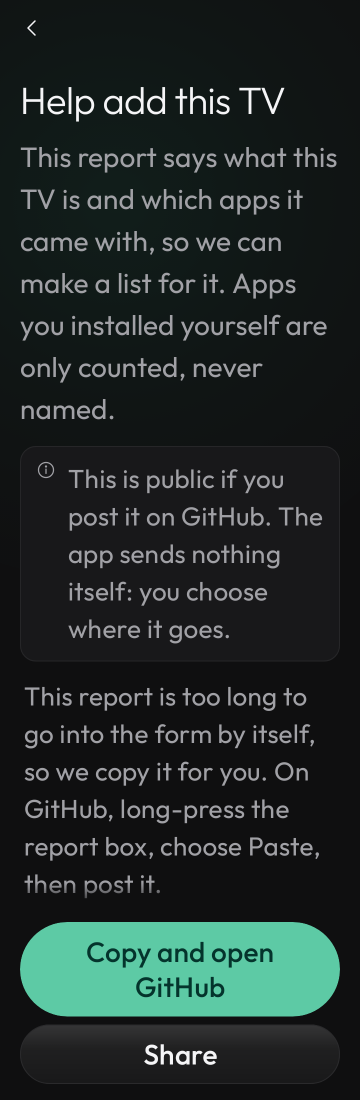 Help add this TV
This report says what this
TV is and which apps it
came with, so we can
make a list for it. Apps
you installed yourself are
only counted, never
named.
This is public if you
post it on GitHub. The
app sends nothing
itself: you choose
where it goes.
This report is too long to
go into the form by itself,
so we copy it for you. On
GitHub, long-press the
report box, choose Paste,
then post it.
Copy and open
GitHub
Share